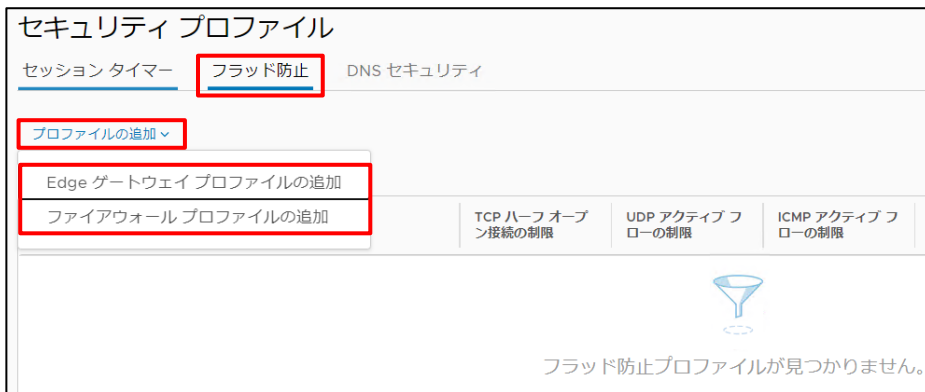 セキュリティ プロファイル
セッション タイマー フラッド防止 DNS セキュリティ
プロファイルの追加
Edge ゲートウェイ プロファイルの追加
ファイアウォール プロファイルの追加
TCP ハーフ オープ
ン接続の制限
UDP アクティブ フ
ローの制限
ICMP アクティブ フ
ローの制限
フラッド防止プロファイルが見つかりません。